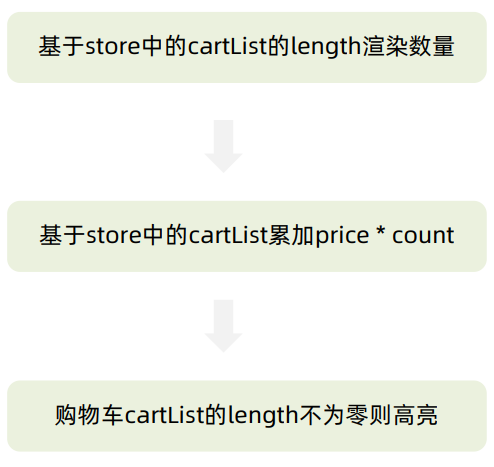 基于store中的cartList的length渲染数量
基于store中的cartList累加price * count
购物车cartList的length不为零则高亮